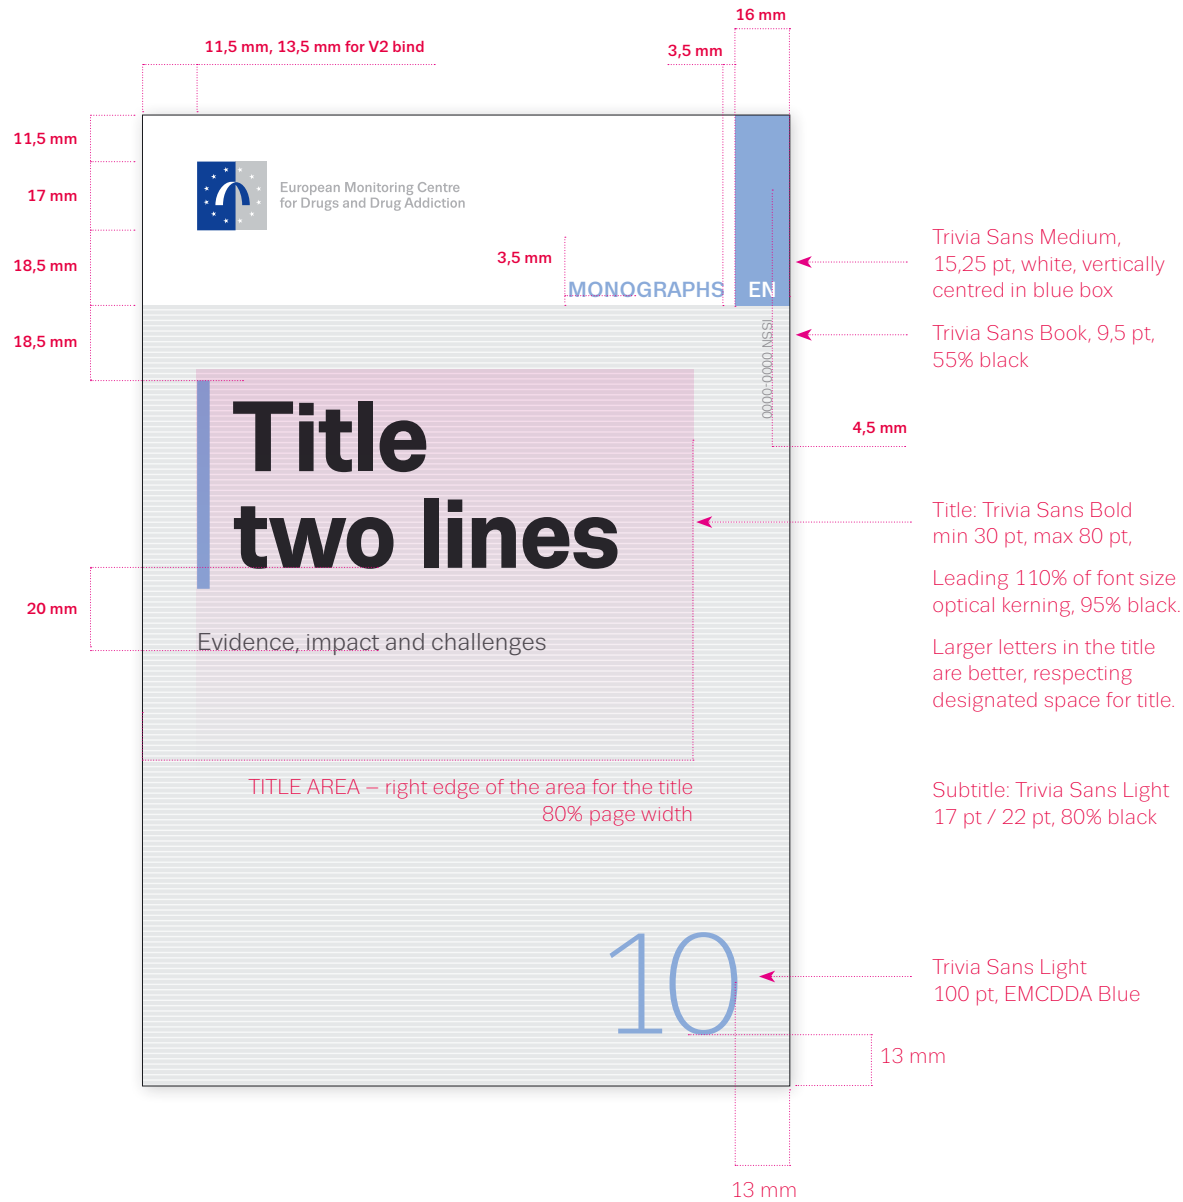 16 mm
11,5 mm, 13,5 mm for V2 bind
3,5 mm
11,5 mm
17 mm
18,5 mm
18,5 mm
European Monitoring Centre
for Drugs and Drug Addiction
3,5 mm
MONOGRAPHS
EN
ISSN 0000-0000
Trivia Sans Medium,
15,25 pt, white, vertically
centred in blue box
Trivia Sans Book, 9,5 pt,
55% black
4,5 mm
Title
two lines
20 mm
Evidence, impact and challenges
Title: Trivia Sans Bold
min 30 pt, max 80 pt,
Leading 110% of font size
optical kerning, 95% black.
Larger letters in the title
are better, respecting
designated space for title.
TITLE AREA – right edge of the area for the title
80% page width
Subtitle: Trivia Sans Light
17 pt / 22 pt, 80% black
10
Trivia Sans Light
100 pt, EMCDDA Blue
13 mm
13 mm